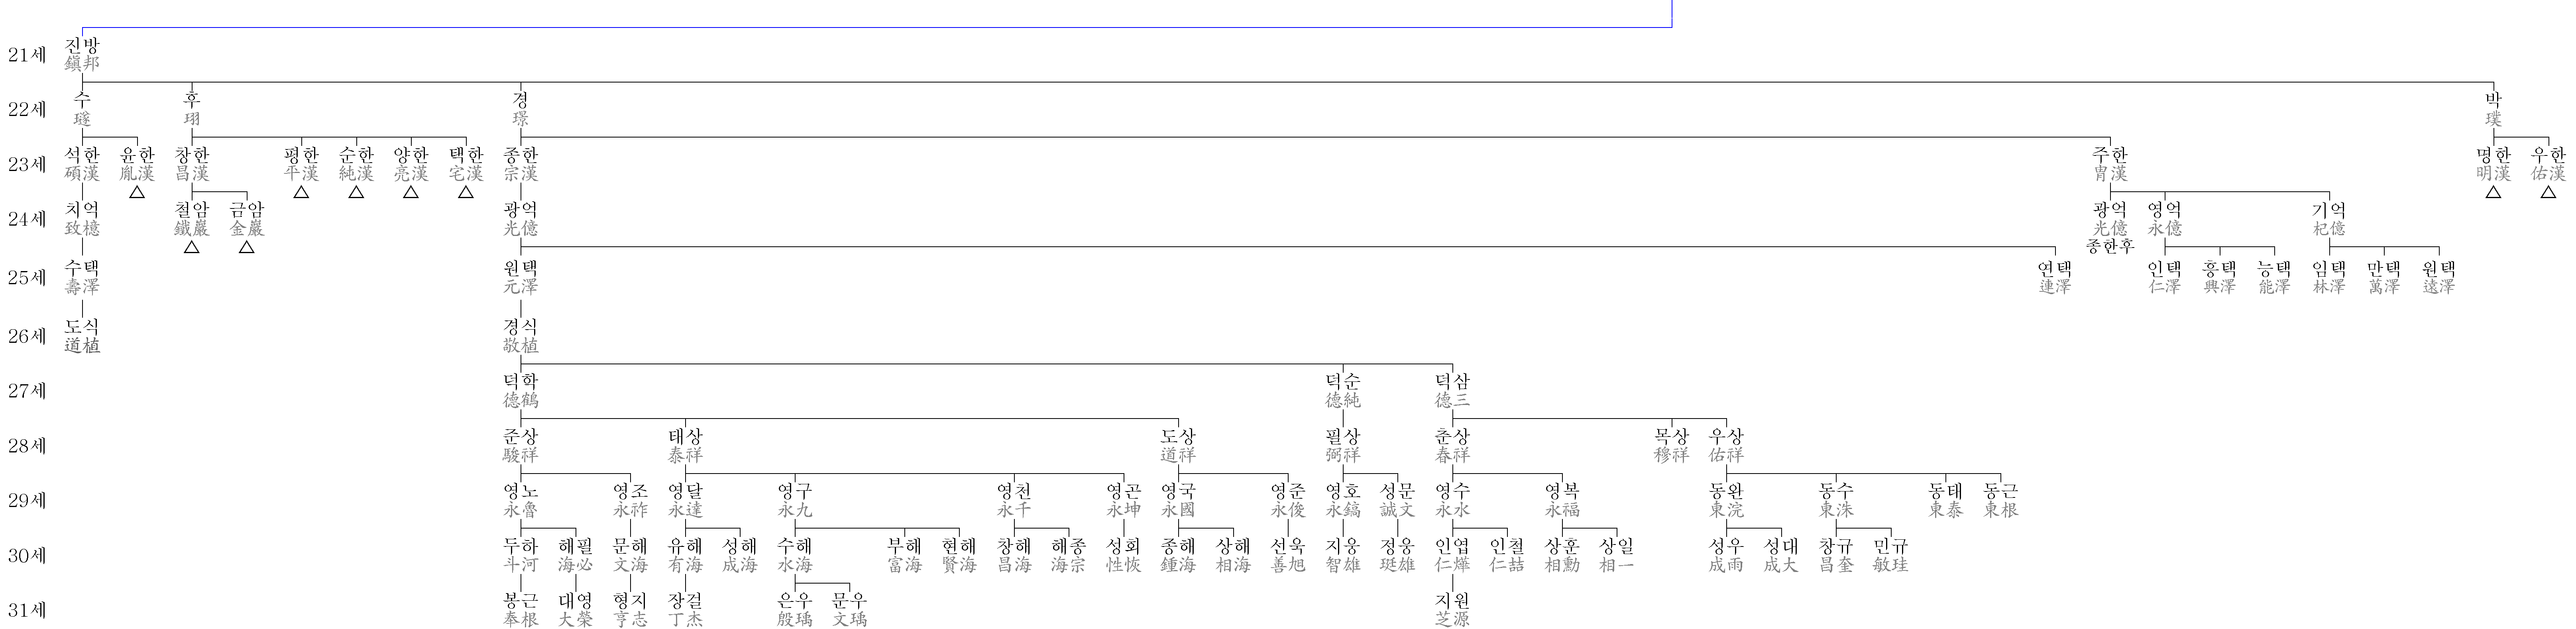 21세 진방
鎭邦
22세 수 후 경 박
璲 珝 璟 璞
23세 석한 윤한 창한 평한 순한 양한 택한 종한 주한 명한 우한
碩漢 胤漢 昌漢 平漢 純漢 亮漢 宅漢 宗漢 冑漢 明漢 佑漢
24세 치억 철암 금암 광억 광억 영억 기억
致檍 鐵巖 金巖 光億 光億 永億 杞億
종한후
25세 수택 원택 연택 인택 흥택 능택 임택 만택 원택
壽澤 元澤 連澤 仁澤 興澤 能澤 林澤 萬澤 遠澤
26세 도식 경식
道植 敬植
27세 덕학 덕순 덕삼
德鶴 德純 德三
28세 준상 태상 도상 필상 춘상 목상 우상
駿祥 泰祥 道祥 弼祥 春祥 穆祥 佑祥
29세 영노 영조 영달 영구 영천 영곤 영국 영준 영호 성문 영수 영복 동완 동수 동태 동근
永魯 永祚 永達 永九 永千 永坤 永國 永俊 永鎬 誠文 永水 永福 東浣 東洙 東泰 東根
30세 두하 해필 문해 유해 성해 수해 부해 현해 창해 해종 성회 종해 상해 선욱 지웅 정웅 인엽 인철 상훈 상일 성우 성대 창규 민규
斗河 海必 文海 有海 成海 水海 富海 賢海 昌海 海宗 性恢 鍾海 相海 善旭 智雄 珽雄 仁燁 仁喆 相勳 相一 成雨 成大 昌奎 敏珪
31세 봉근 대영 형지 장걸 은우 문우 지원
奉根 大榮 亨志 丁杰 殷瑀 文瑀 芝源